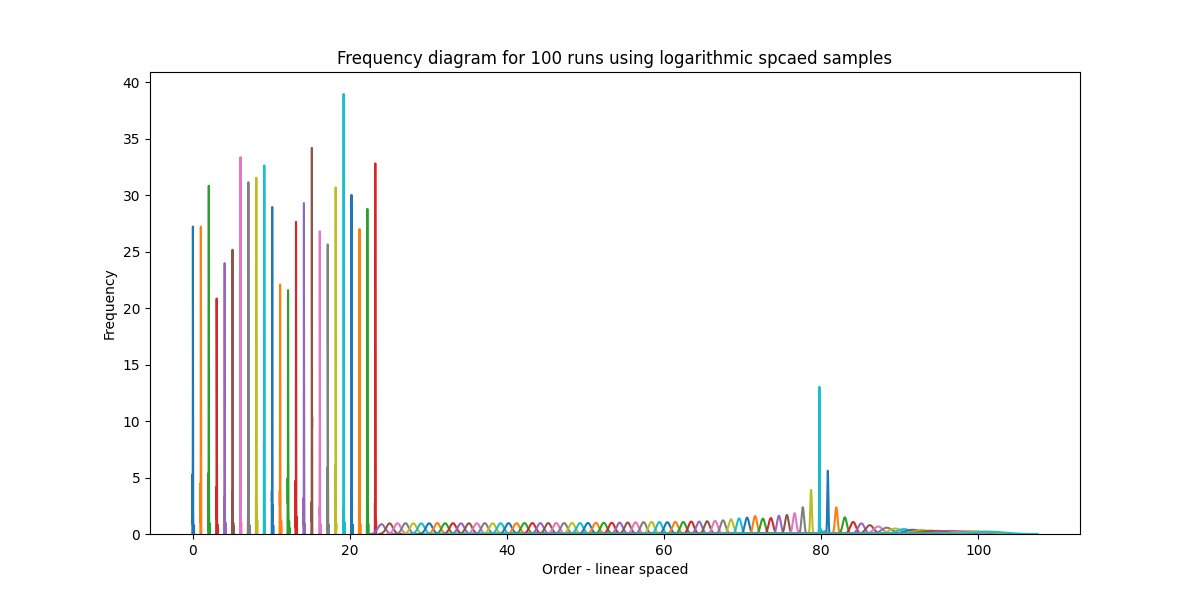 Frequency diagram for 100 runs using logarithmic spcaed samples
40
35
30
25
20
15
10
5
0
Frequency
0 20 40 60 80 100
Order - linear spaced